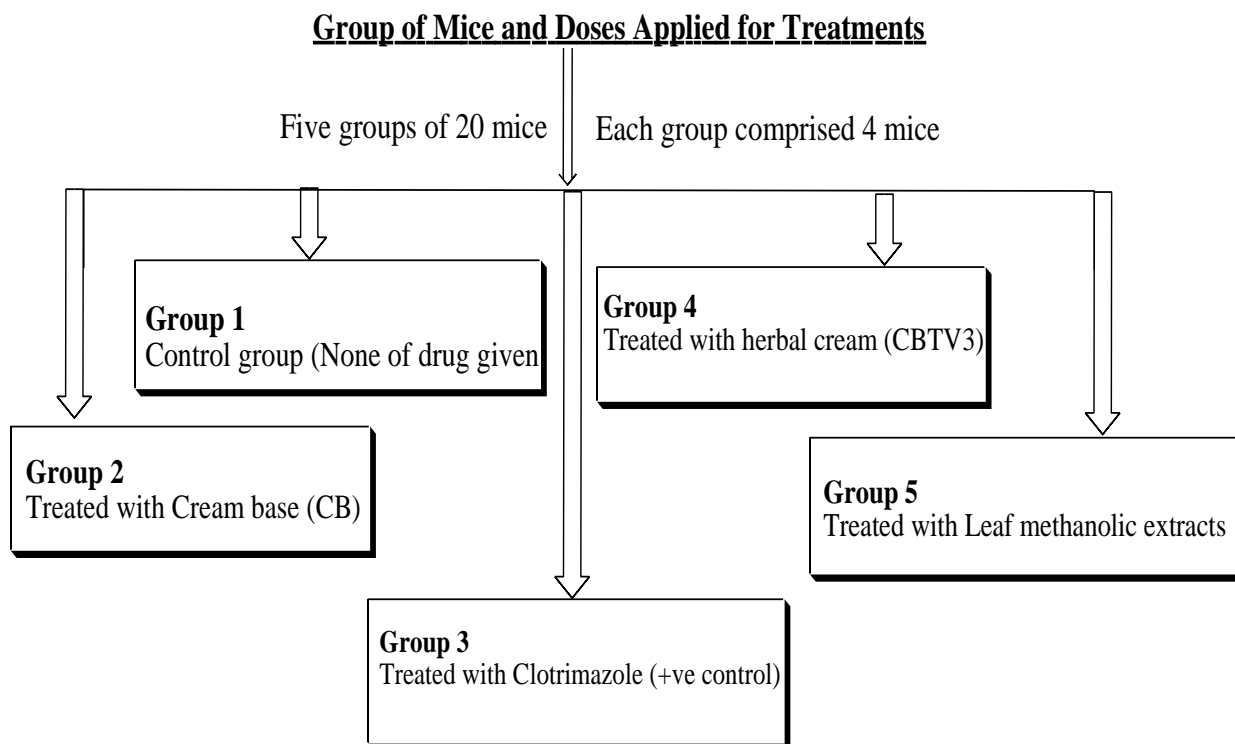 Group of Mice and Doses Applied for Treatments
Five groups of 20 mice
Each group comprised 4 mice
Group 1
Control group (None of drug given
Group 4
Treated with herbal cream (CBTV3)
Group 2
Treated with Cream base (CB)
Group 5
Treated with Leaf methanolic extracts
Group 3
Treated with Clotrimazole (+ve control)